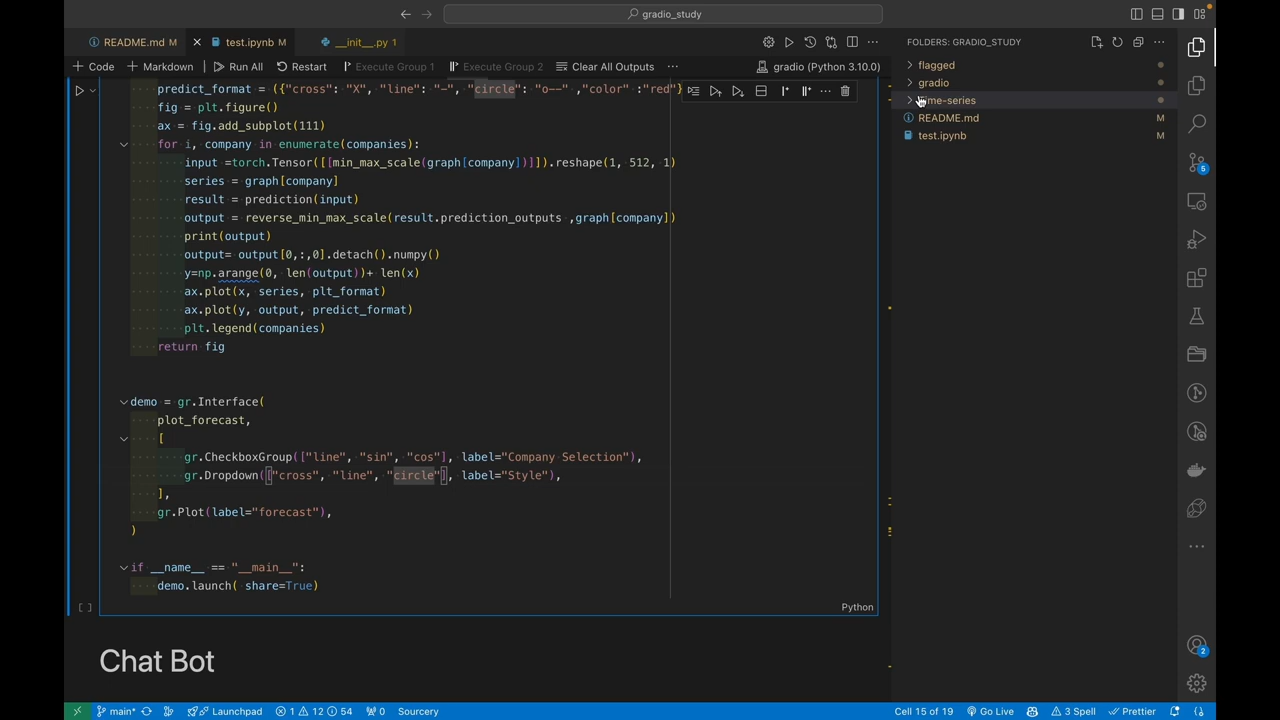 gradio_study
README.md M
test.ipynb M
__init__.py 1
FOLDERS: GRADIO_STUDY
+ Code
+ Markdown
Run All
Restart
Execute Group 1
Execute Group 2
Clear All Outputs
...
gradio (Python 3.10.0)
predict_format = ({"cross": "X", "line": "-", "circle": "o--" ,"color" :"red"}
fig = plt.figure()
ax = fig.add_subplot(111)
for i, company in enumerate(companies):
input =torch.Tensor([[min_max_scale(graph[company])]]).reshape(1, 512, 1)
series = graph[company]
result = prediction(input)
output = reverse_min_max_scale(result.prediction_outputs ,graph[company])
print(output)
output= output[0,:,0].detach().numpy()
y=np.arange(0, len(output))+ len(x)
ax.plot(x, series, plt_format)
ax.plot(y, output, predict_format)
plt.legend(companies)
return fig
demo = gr.Interface(
plot_forecast,
[
gr.CheckboxGroup(["line", "sin", "cos"], label="Company Selection"),
gr.Dropdown(["cross", "line", "circle"], label="Style"),
],
gr.Plot(label="forecast"),
)
if __name__ == "__main__":
demo.launch( share=True)
[ ]
Python
Chat Bot
flagged
gradio
me-series
README.md M
test.ipynb M
5
2
main*
Launchpad
1 12 54
0
Sourcery
Cell 15 of 19
Go Live
3 Spell
Prettier